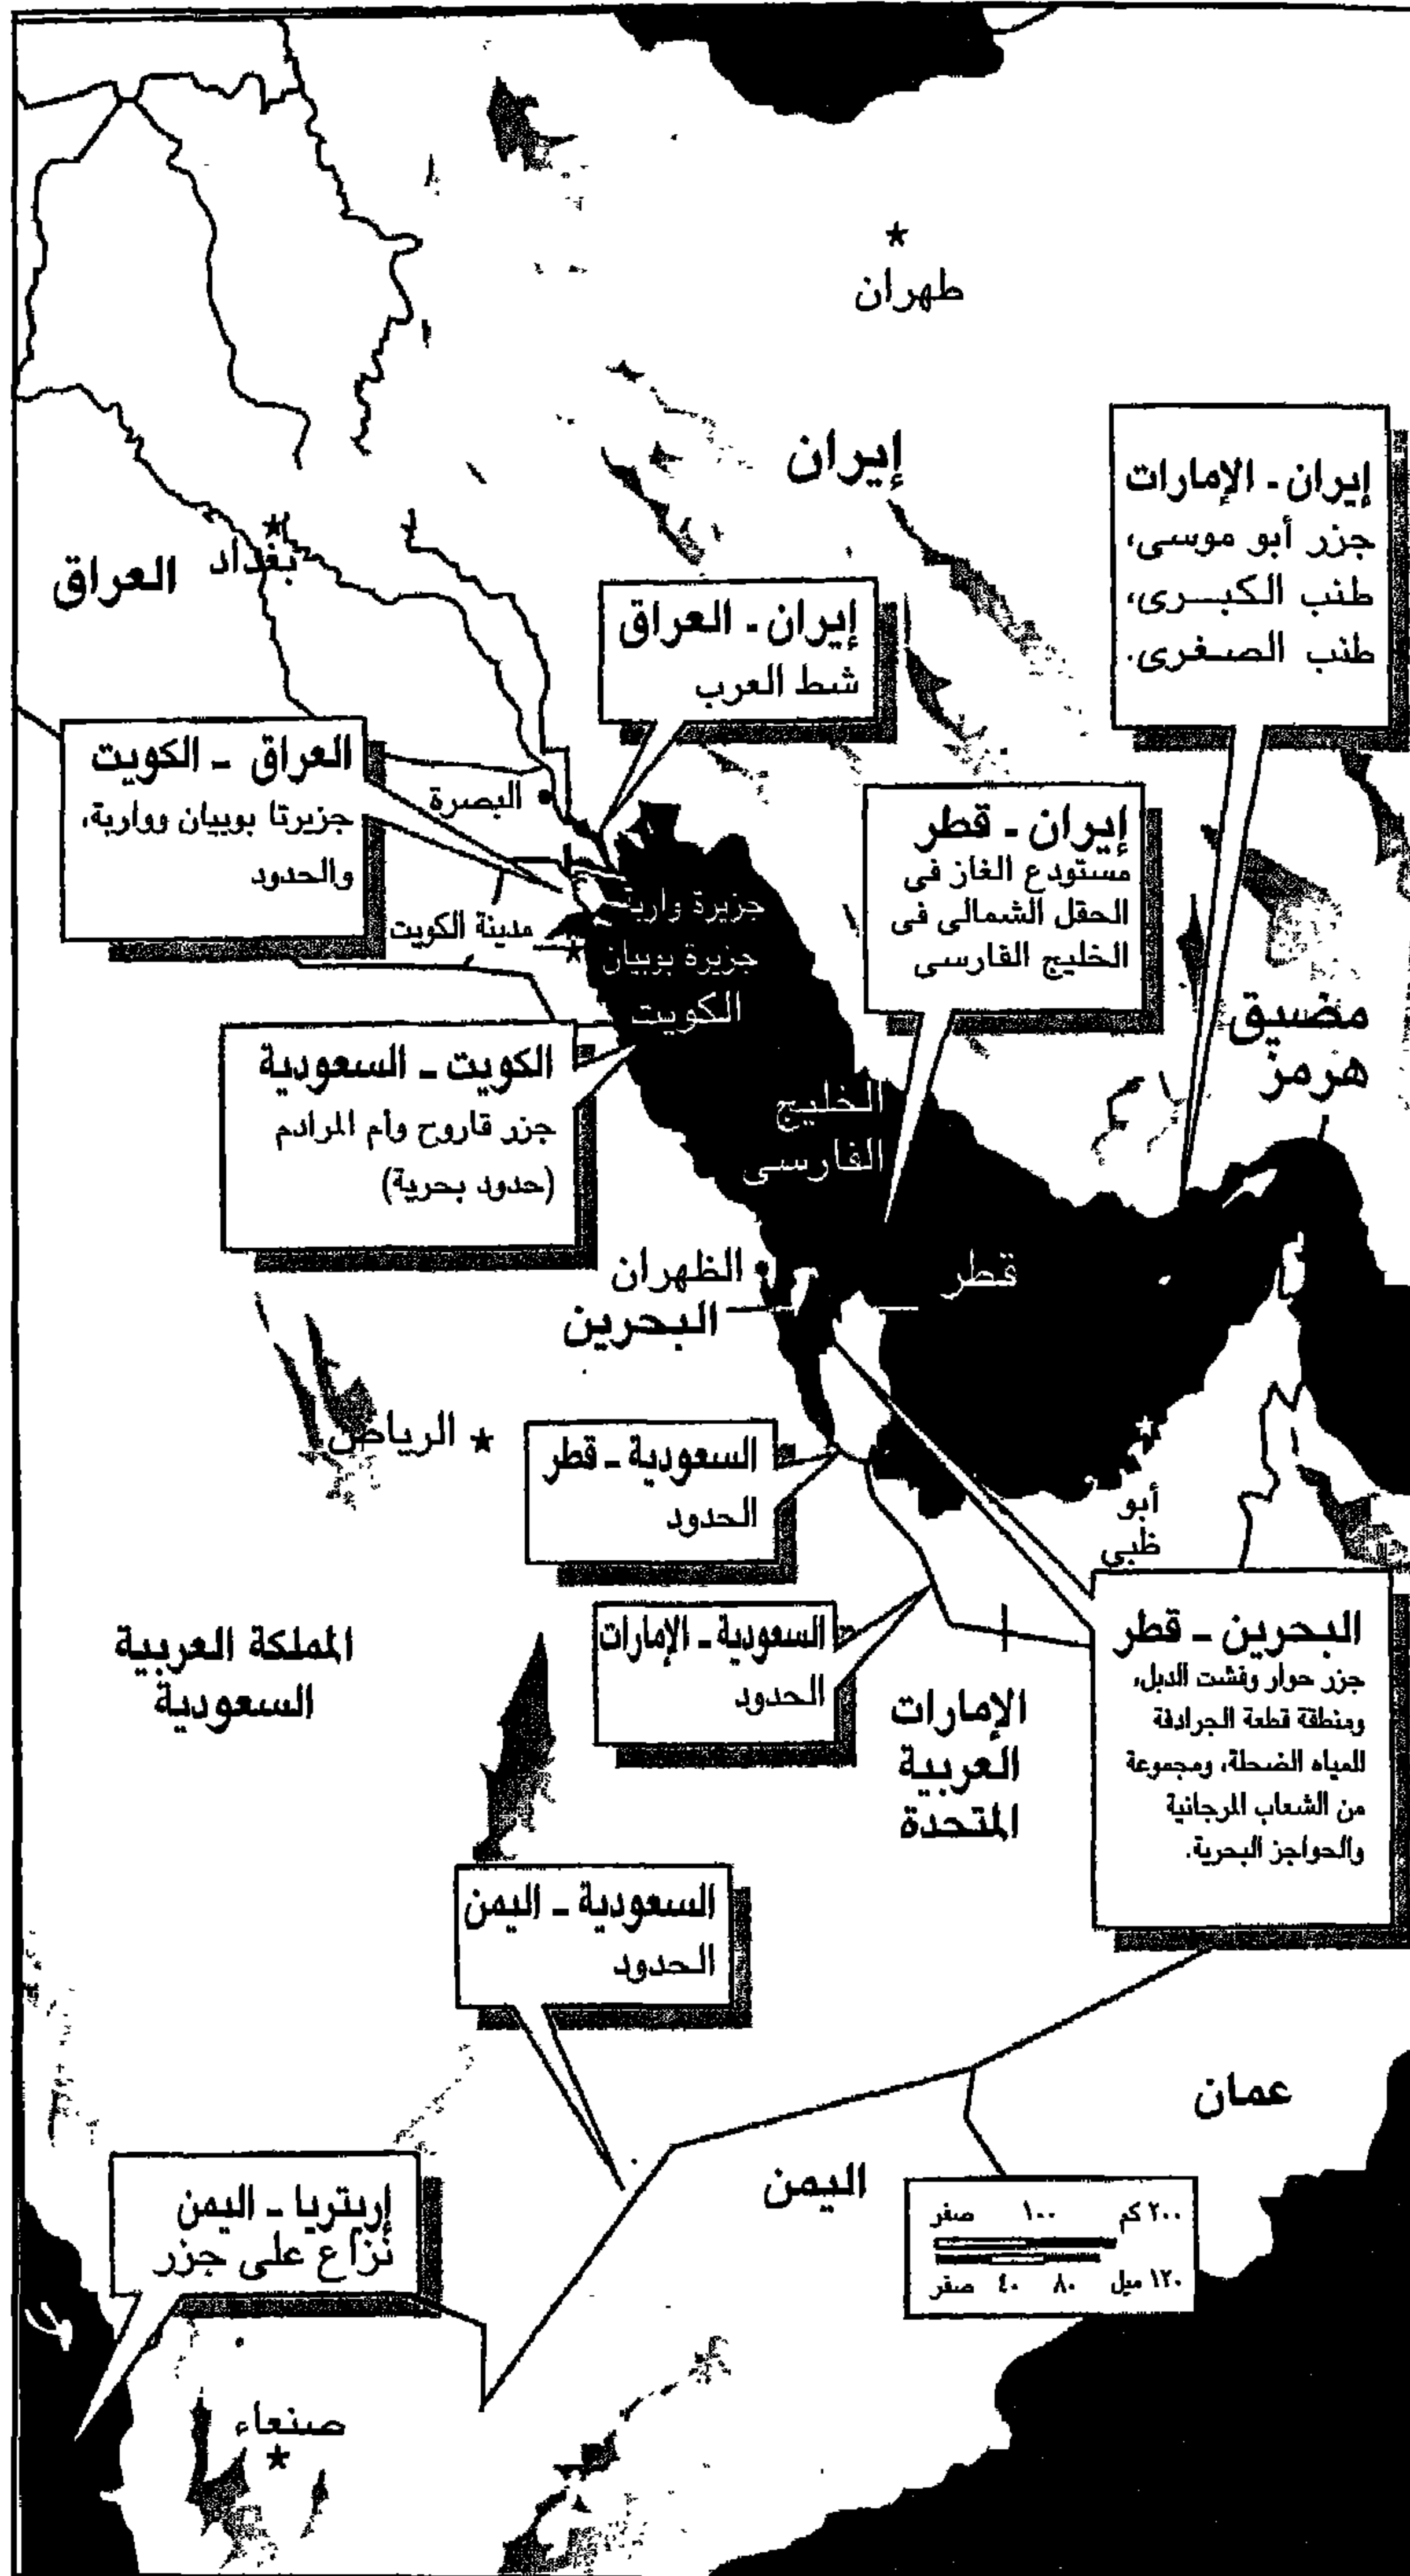 طهران
إيران
إيران - الإمارات
جزر أبو موسى،
طنب الكبرى،
طنب الصغرى.
العراق
بغداد
إيران - العراق
شط العرب
العراق - الكويت
جزيرتا بوبيان وواربة،
والحدود
البصرة
إيران - قطر
مستودع الغاز فى
الحقل الشمالى فى
الخليج الفارسى
جزيرة واربة
مدينة الكويت
جزيرة بوبيان
الكويت
مضيق
هرمز
الكويت - السعودية
جزر قاروح وأم المرادم
(حدود بحرية)
الخليج
الفارسى
الظهران
قطر
البحرين
الرياض
السعودية - قطر
الحدود
أبو
ظبى
السعودية - الإمارات
الحدود
البحرين - قطر
جزر حوار وفشت الدبل،
ومنطقة قطعة الجرادفة
للمياه الضحلة، ومجموعة
من الشعاب المرجانية
والحواجز البحرية.
المملكة العربية
السعودية
الإمارات
العربية
المتحدة
السعودية - اليمن
الحدود
عمان
اليمن
إريتريا - اليمن
نزاع على جزر
صفر ١٠٠ ٢٠٠ كم
صفر ٤٠ ٨٠ ١٢٠ ميل
صنعاء